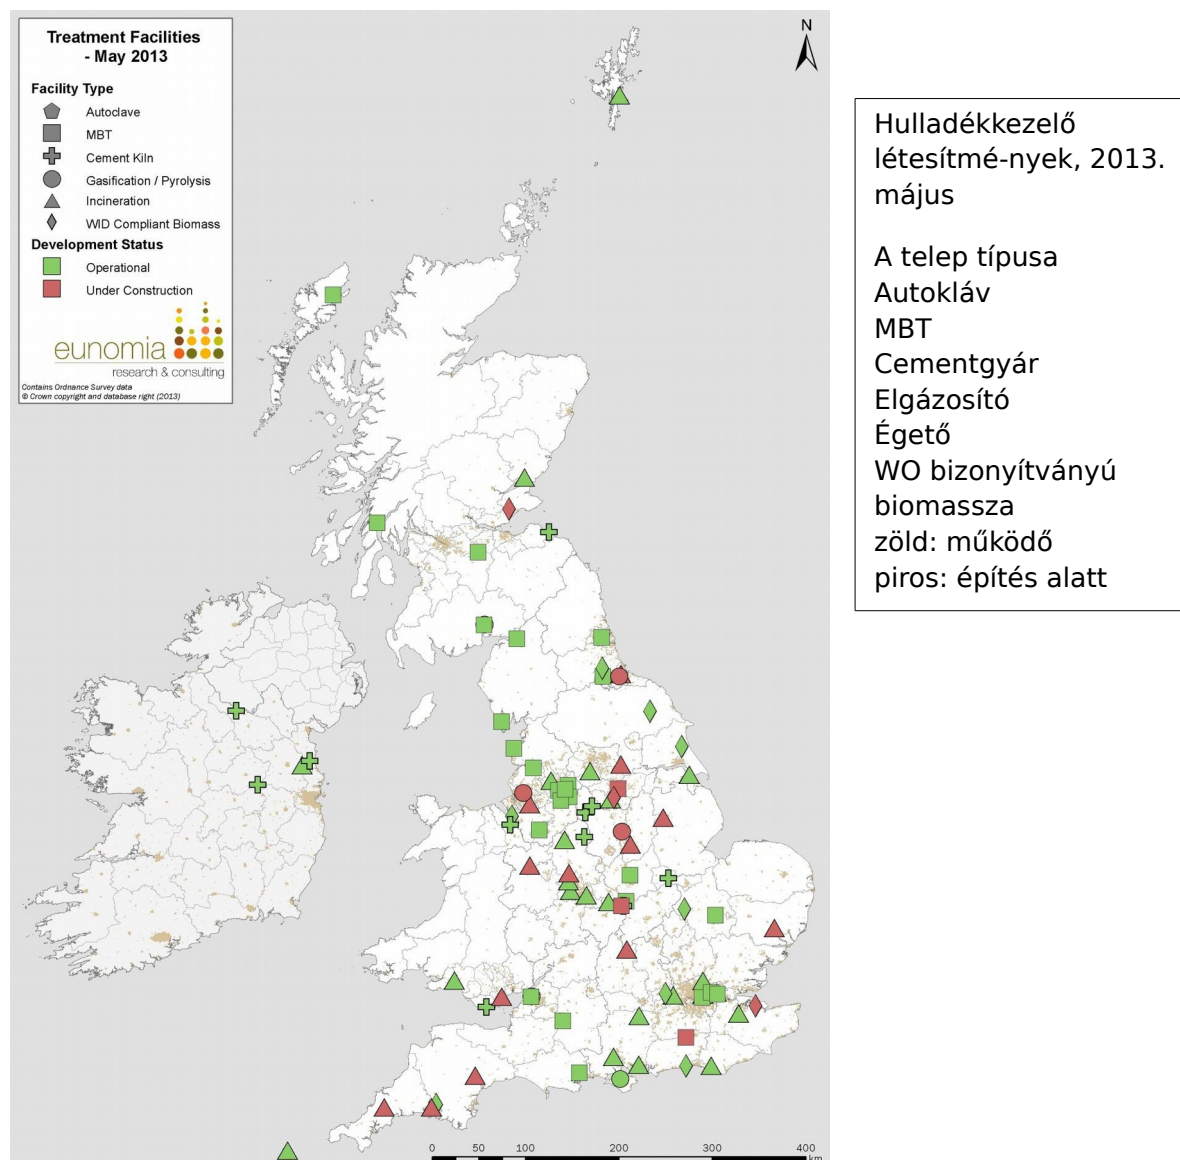 Treatment Facilities
- May 2013
Facility Type
Autoclave
MBT
Cement Kiln
Gasification / Pyrolysis
Incineration
WID Compliant Biomass
Development Status
Operational
Under Construction
eunomia
research & consulting
Contains Ordnance Survey data
© Crown copyright and database right (2013)
N
0 50 100 200 300 400
km
Hulladékkezelő
létesítmé-nyek, 2013.
május
A telep típusa
Autokláv
MBT
Cementgyár
Elgázosító
Égető
WO bizonyítványú
biomassza
zöld: működő
piros: építés alatt